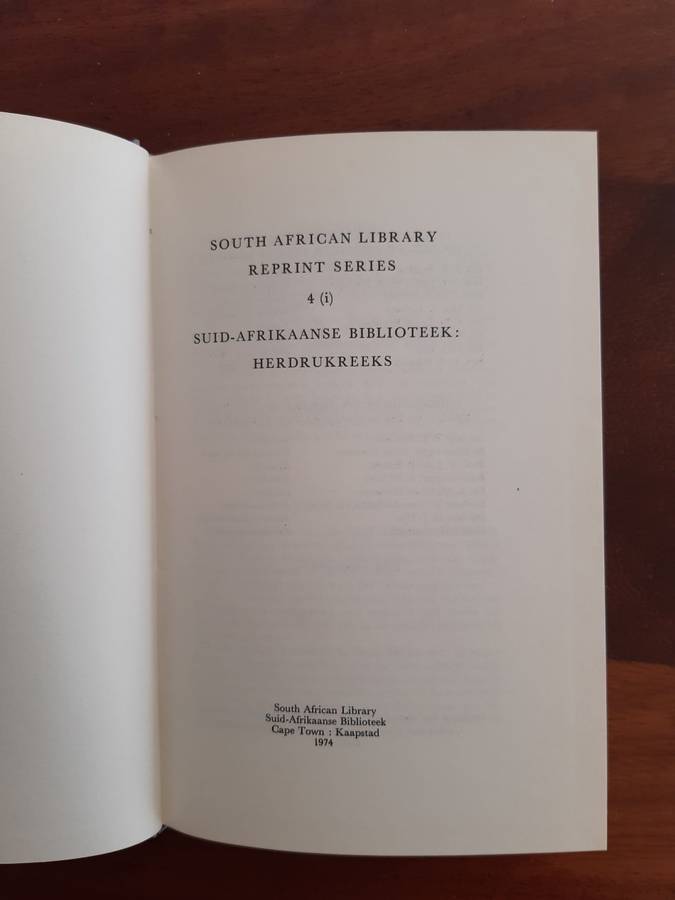 SOUTH AFRICAN LIBRARY
REPRINT SERIES
4 (i)
SUID-AFRIKAANSE BIBLIOTEEK:
HERDRUKREEKS
South African Library
Suid-Afrikaanse Biblioteek
Cape Town : Kaapstad
1974